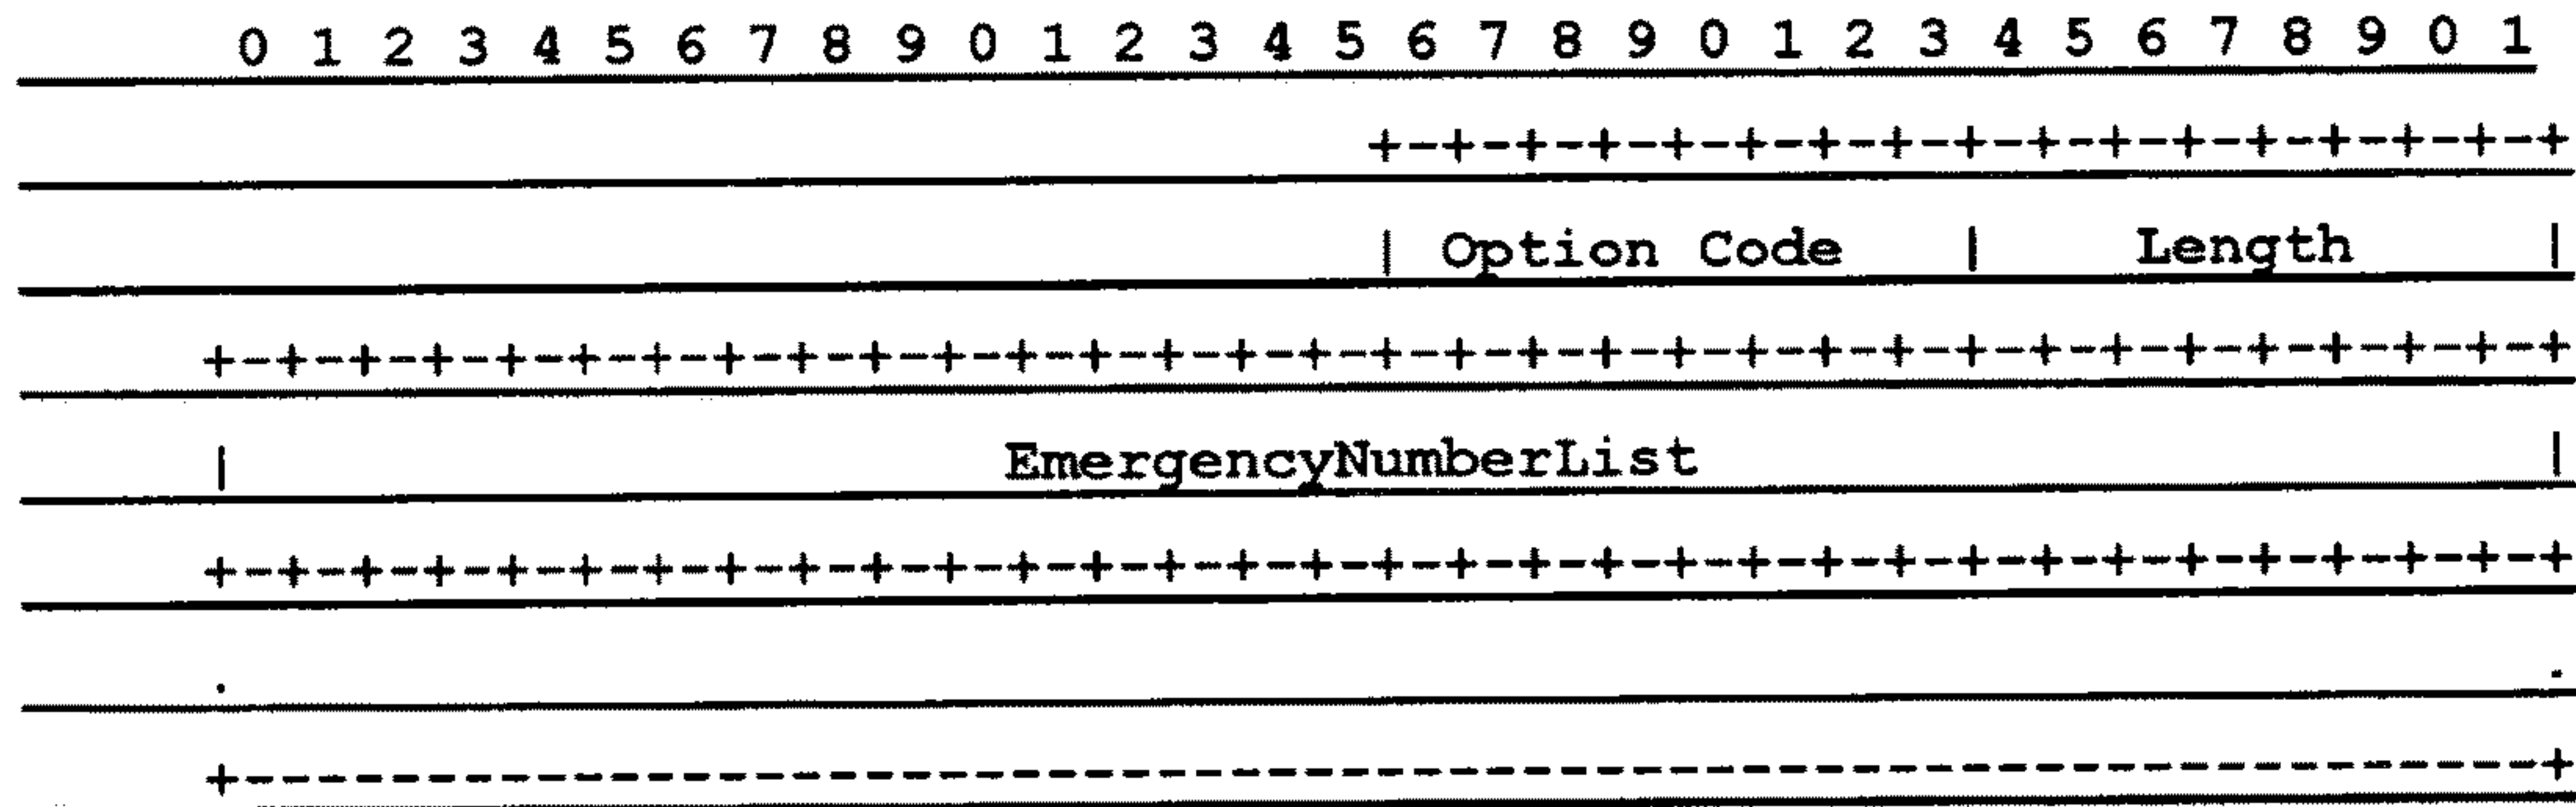 0 1 2 3 4 5 6 7 8 9 0 1 2 3 4 5 6 7 8 9 0 1 2 3 4 5 6 7 8 9 0 1
+-+-+-+-+-+-+-+-+-+-+-+-+-+-+-+-+
| Option Code | Length |
+-+-+-+-+-+-+-+-+-+-+-+-+-+-+-+-+-+-+-+-+-+-+-+-+-+-+-+-+-+-+-+-+
| EmergencyNumberList |
+-+-+-+-+-+-+-+-+-+-+-+-+-+-+-+-+-+-+-+-+-+-+-+-+-+-+-+-+-+-+-+-+
. .
+---------------------------------------------------------------+